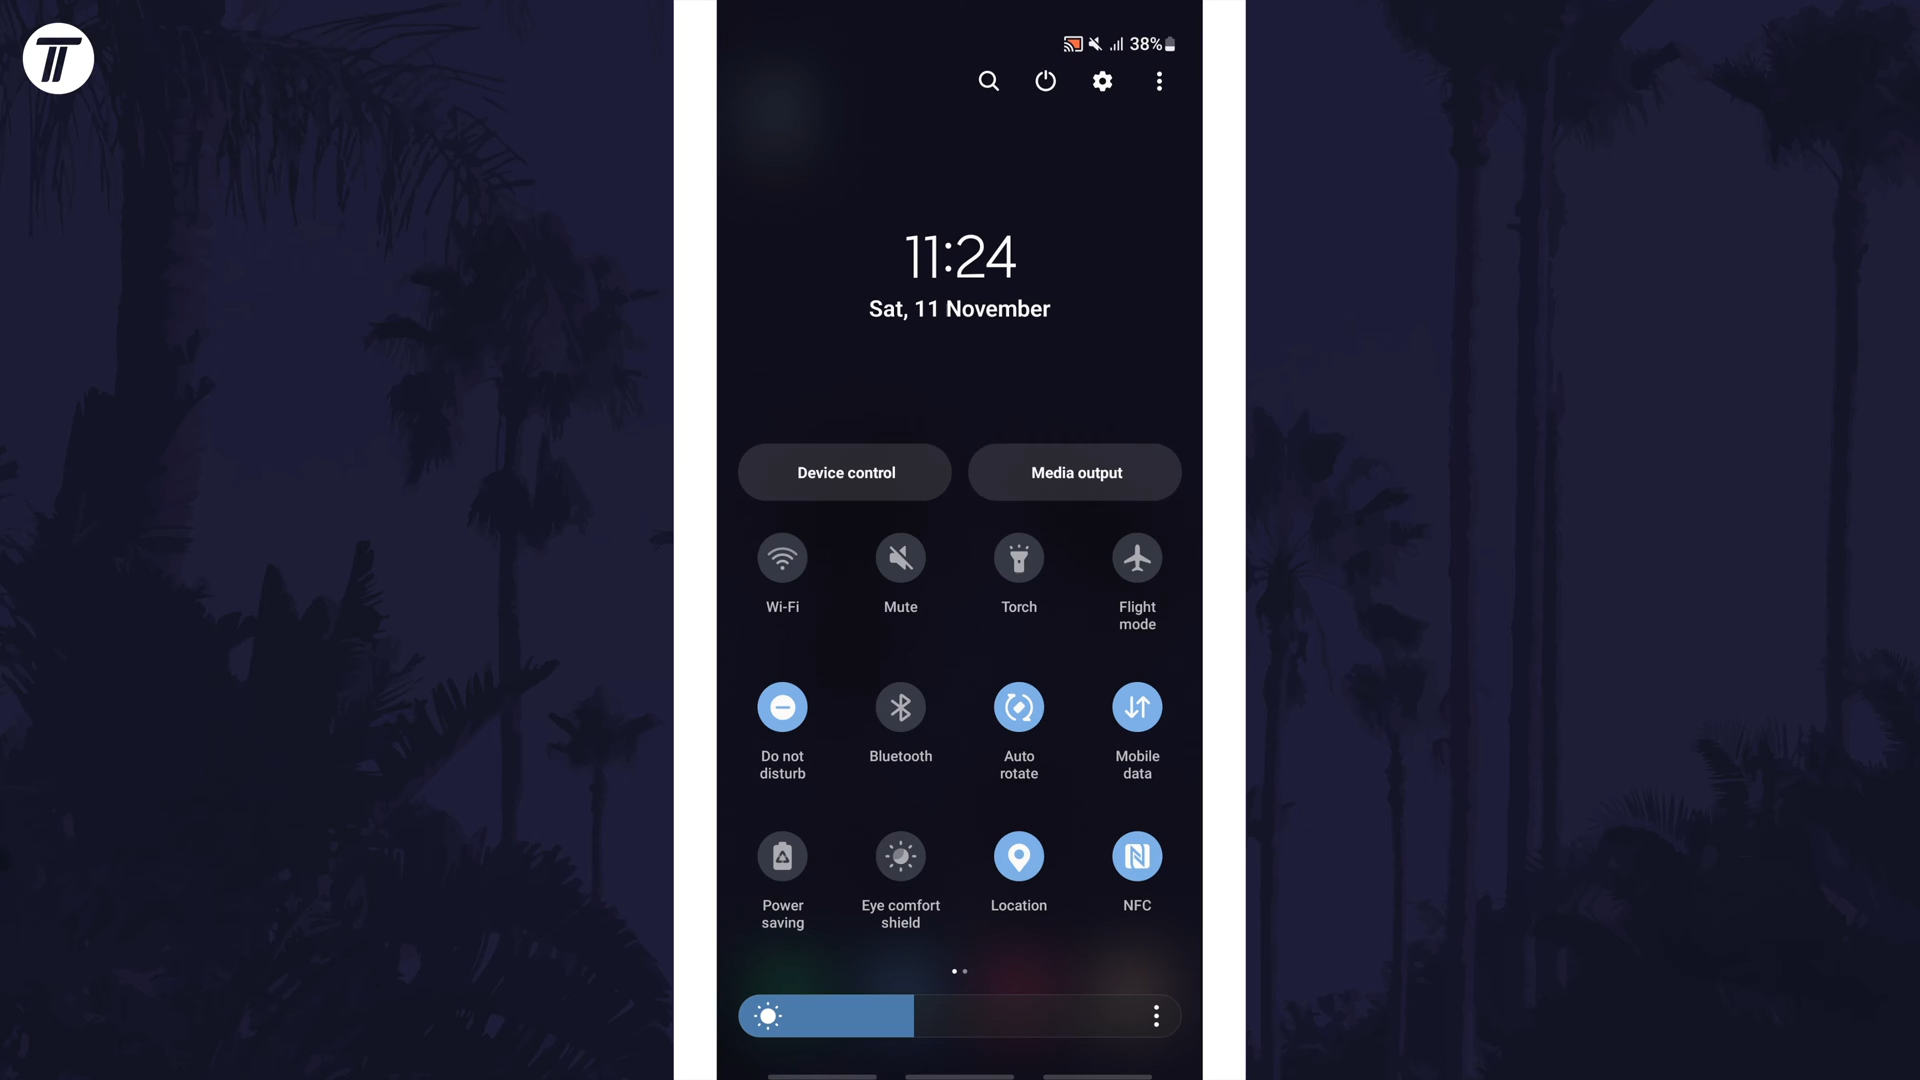 38%
11:24
Sat, 11 November
Device control
Media output
Wi-Fi
Mute
Torch
Flight
mode
Do not
disturb
Bluetooth
Auto
rotate
Mobile
data
Power
saving
Eye comfort
shield
Location
NFC